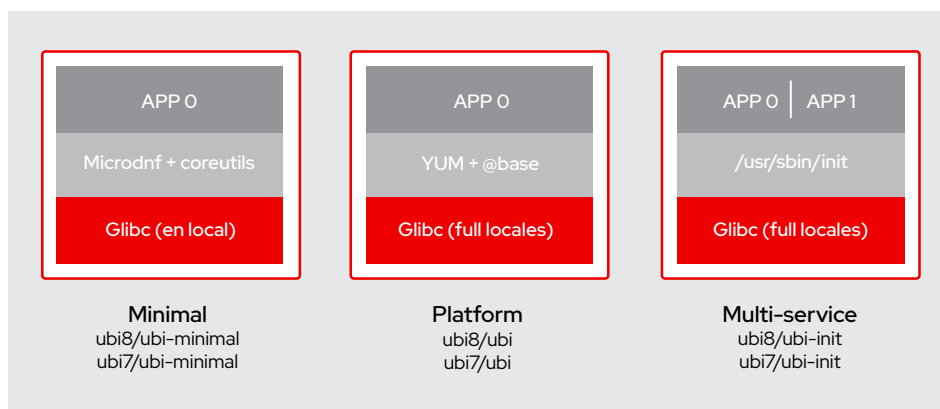 APP 0
Microdnf + coreutils
Glibc (en local)
Minimal
ubi8/ubi-minimal
ubi7/ubi-minimal
APP 0
YUM + @base
Glibc (full locales)
Platform
ubi8/ubi
ubi7/ubi
APP 0 | APP 1
/usr/sbin/init
Glibc (full locales)
Multi-service
ubi8/ubi-init
ubi7/ubi-init